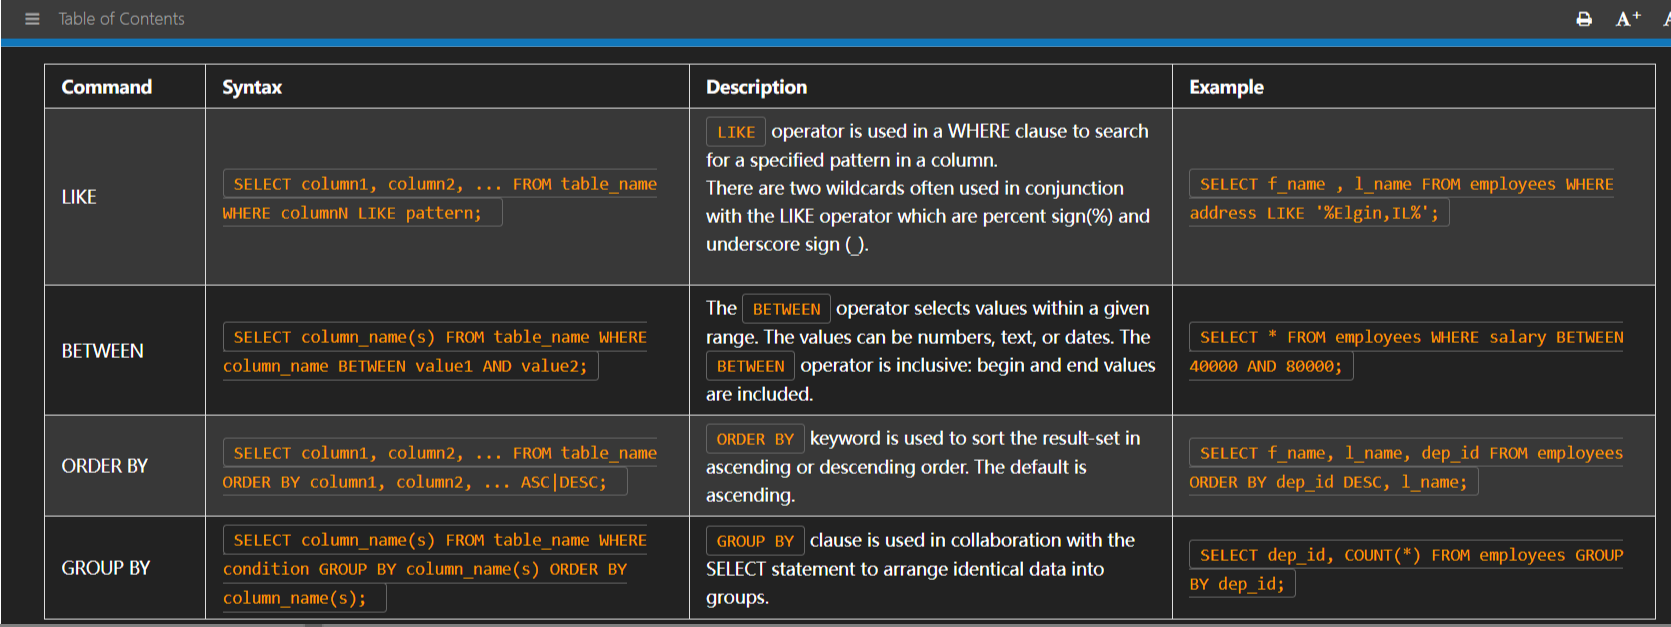 Table of Contents
A+
Command Syntax Description Example
LIKE
SELECT column1, column2, ... FROM table_name
WHERE columnN LIKE pattern;
LIKE operator is used in a WHERE clause to search
for a specified pattern in a column.
There are two wildcards often used in conjunction
with the LIKE operator which are percent sign(%) and
underscore sign (_).
SELECT f_name , l_name FROM employees WHERE
address LIKE '%Elgin,IL%';
BETWEEN
SELECT column_name(s) FROM table_name WHERE
column_name BETWEEN value1 AND value2;
The BETWEEN operator selects values within a given
range. The values can be numbers, text, or dates. The
BETWEEN operator is inclusive: begin and end values
are included.
SELECT * FROM employees WHERE salary BETWEEN
40000 AND 80000;
ORDER BY
SELECT column1, column2, ... FROM table_name
ORDER BY column1, column2, ... ASC|DESC;
ORDER BY keyword is used to sort the result-set in
ascending or descending order. The default is
ascending.
SELECT f_name, l_name, dep_id FROM employees
ORDER BY dep_id DESC, l_name;
GROUP BY
SELECT column_name(s) FROM table_name WHERE
condition GROUP BY column_name(s) ORDER BY
column_name(s);
GROUP BY clause is used in collaboration with the
SELECT statement to arrange identical data into
groups.
SELECT dep_id, COUNT(*) FROM employees GROUP
BY dep_id;